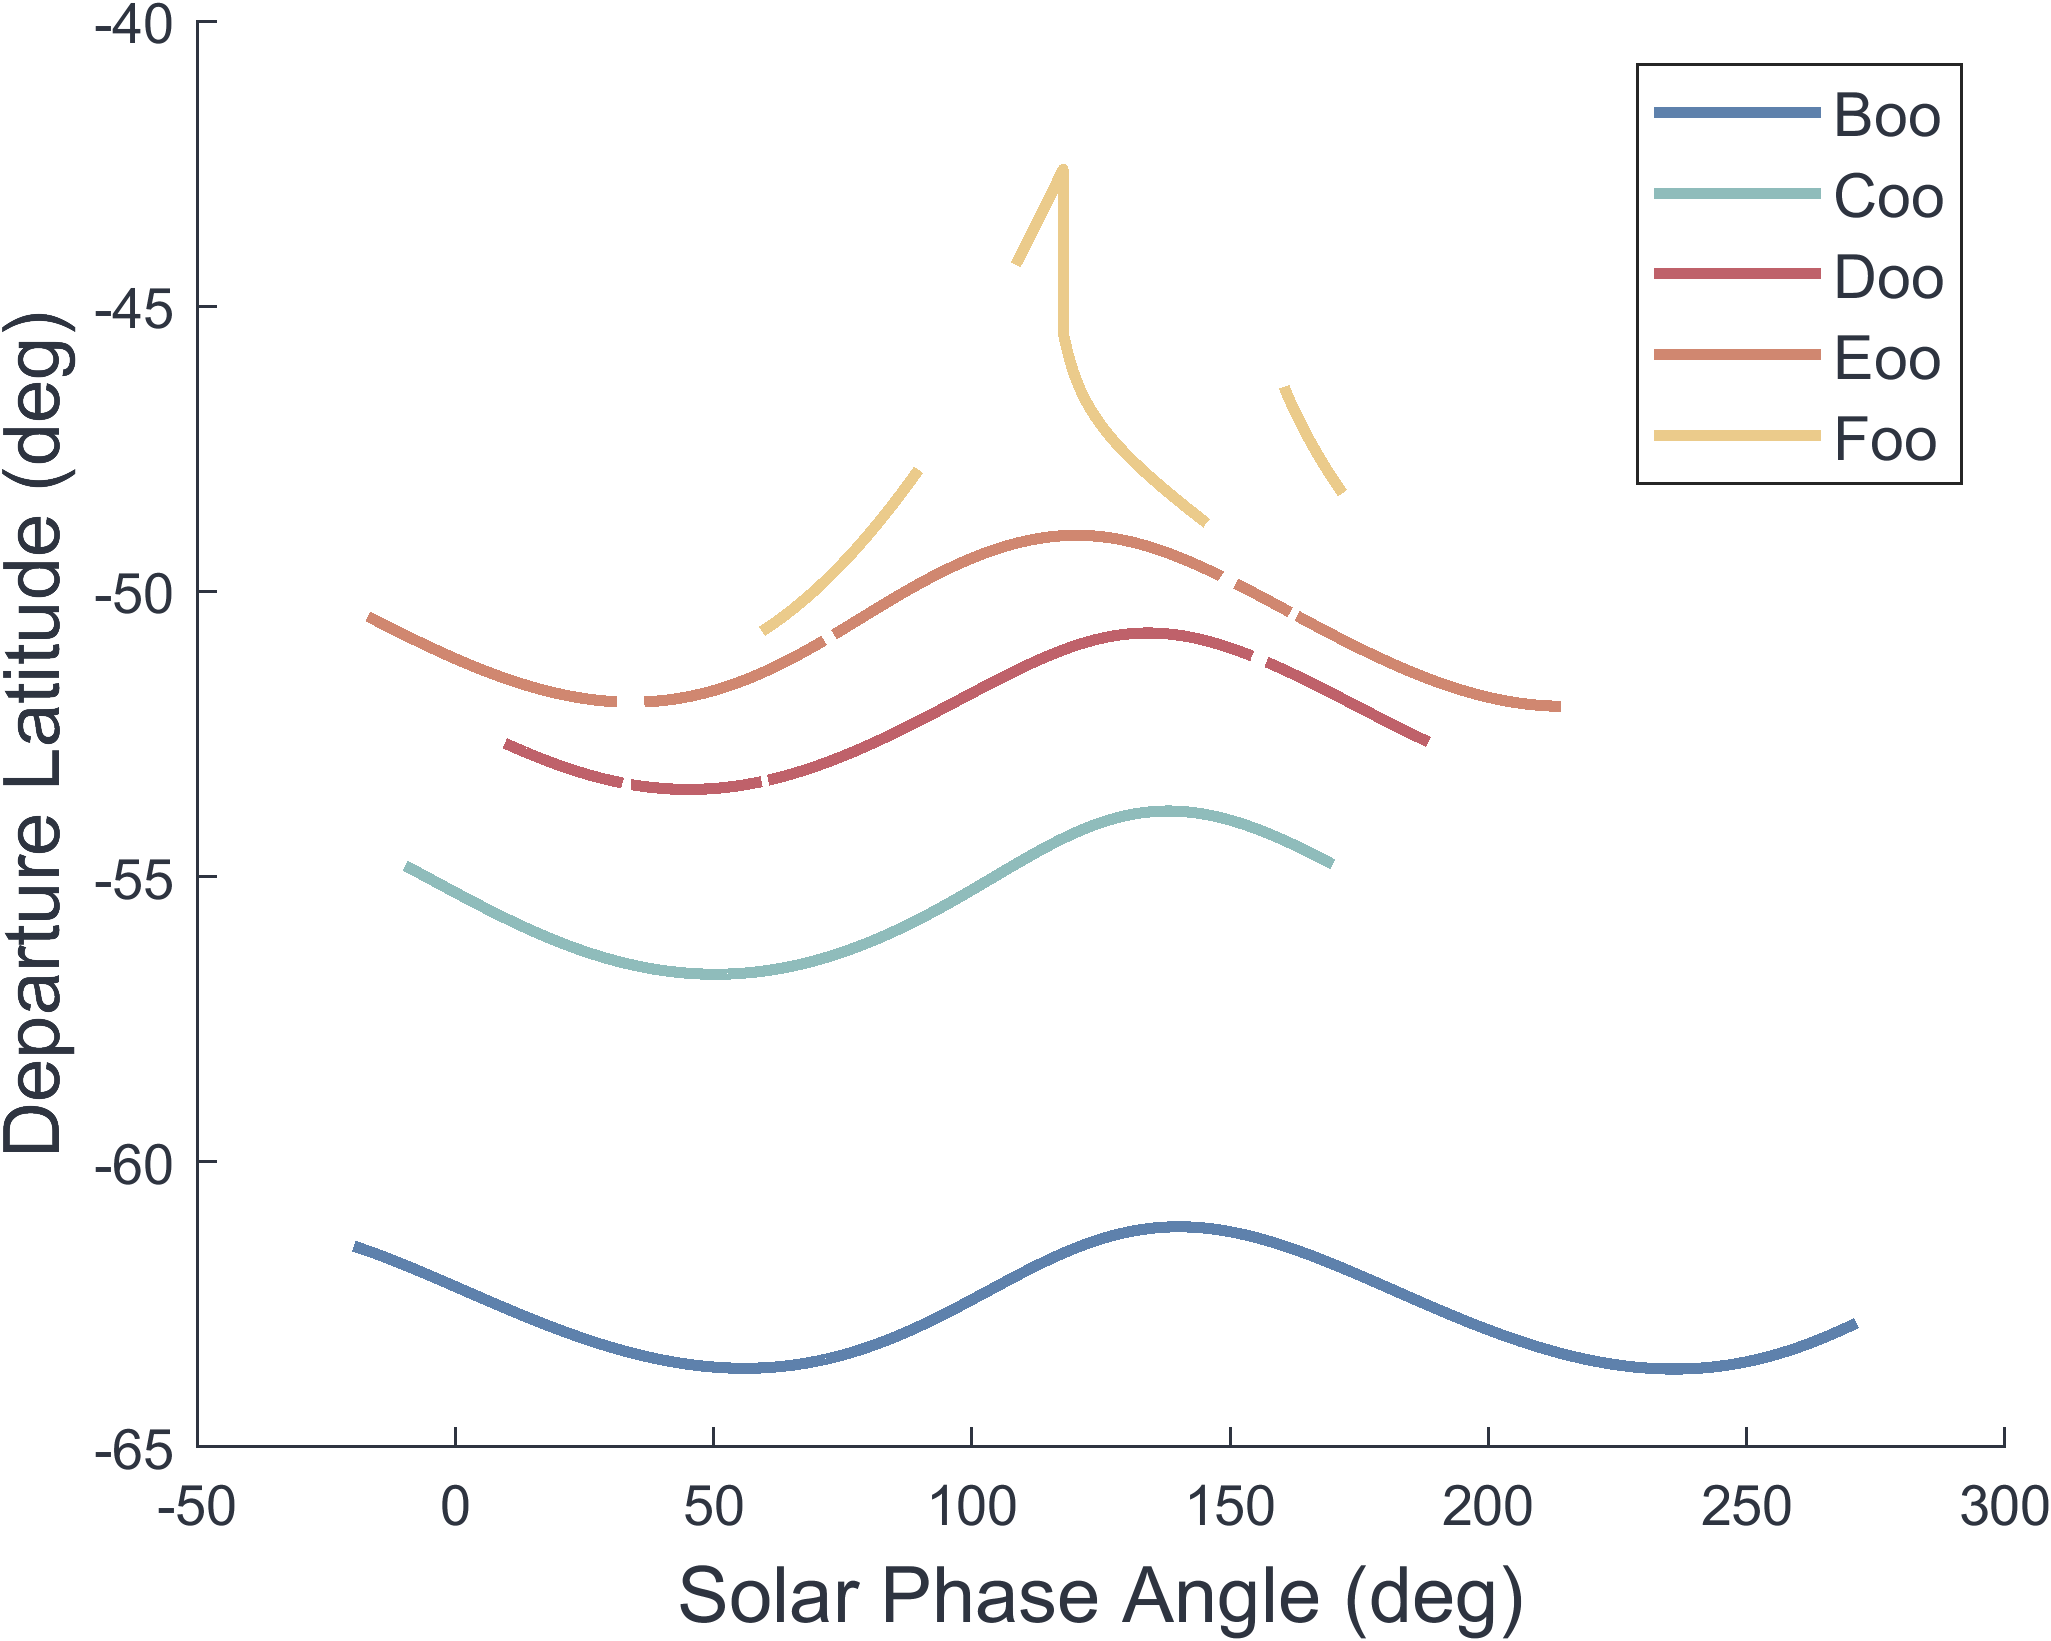 -40
-45
-50
-55
-60
-65
Departure Latitude (deg)
-50 0 50 100 150 200 250 300
Solar Phase Angle (deg)
Boo
Coo
Doo
Eoo
Foo